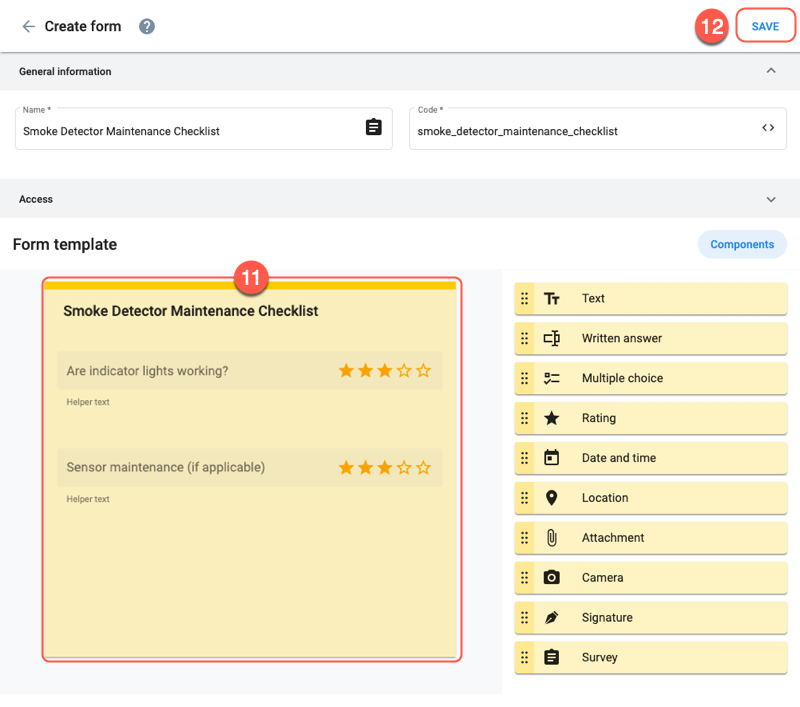 Create form
?
12
SAVE
General information
Name *
Smoke Detector Maintenance Checklist
Code *
smoke_detector_maintenance_checklist
Access
Form template
Components
11
Smoke Detector Maintenance Checklist
Are indicator lights working?
Helper text
Sensor maintenance (if applicable)
Helper text
Text
Written answer
Multiple choice
Rating
Date and time
Location
Attachment
Camera
Signature
Survey